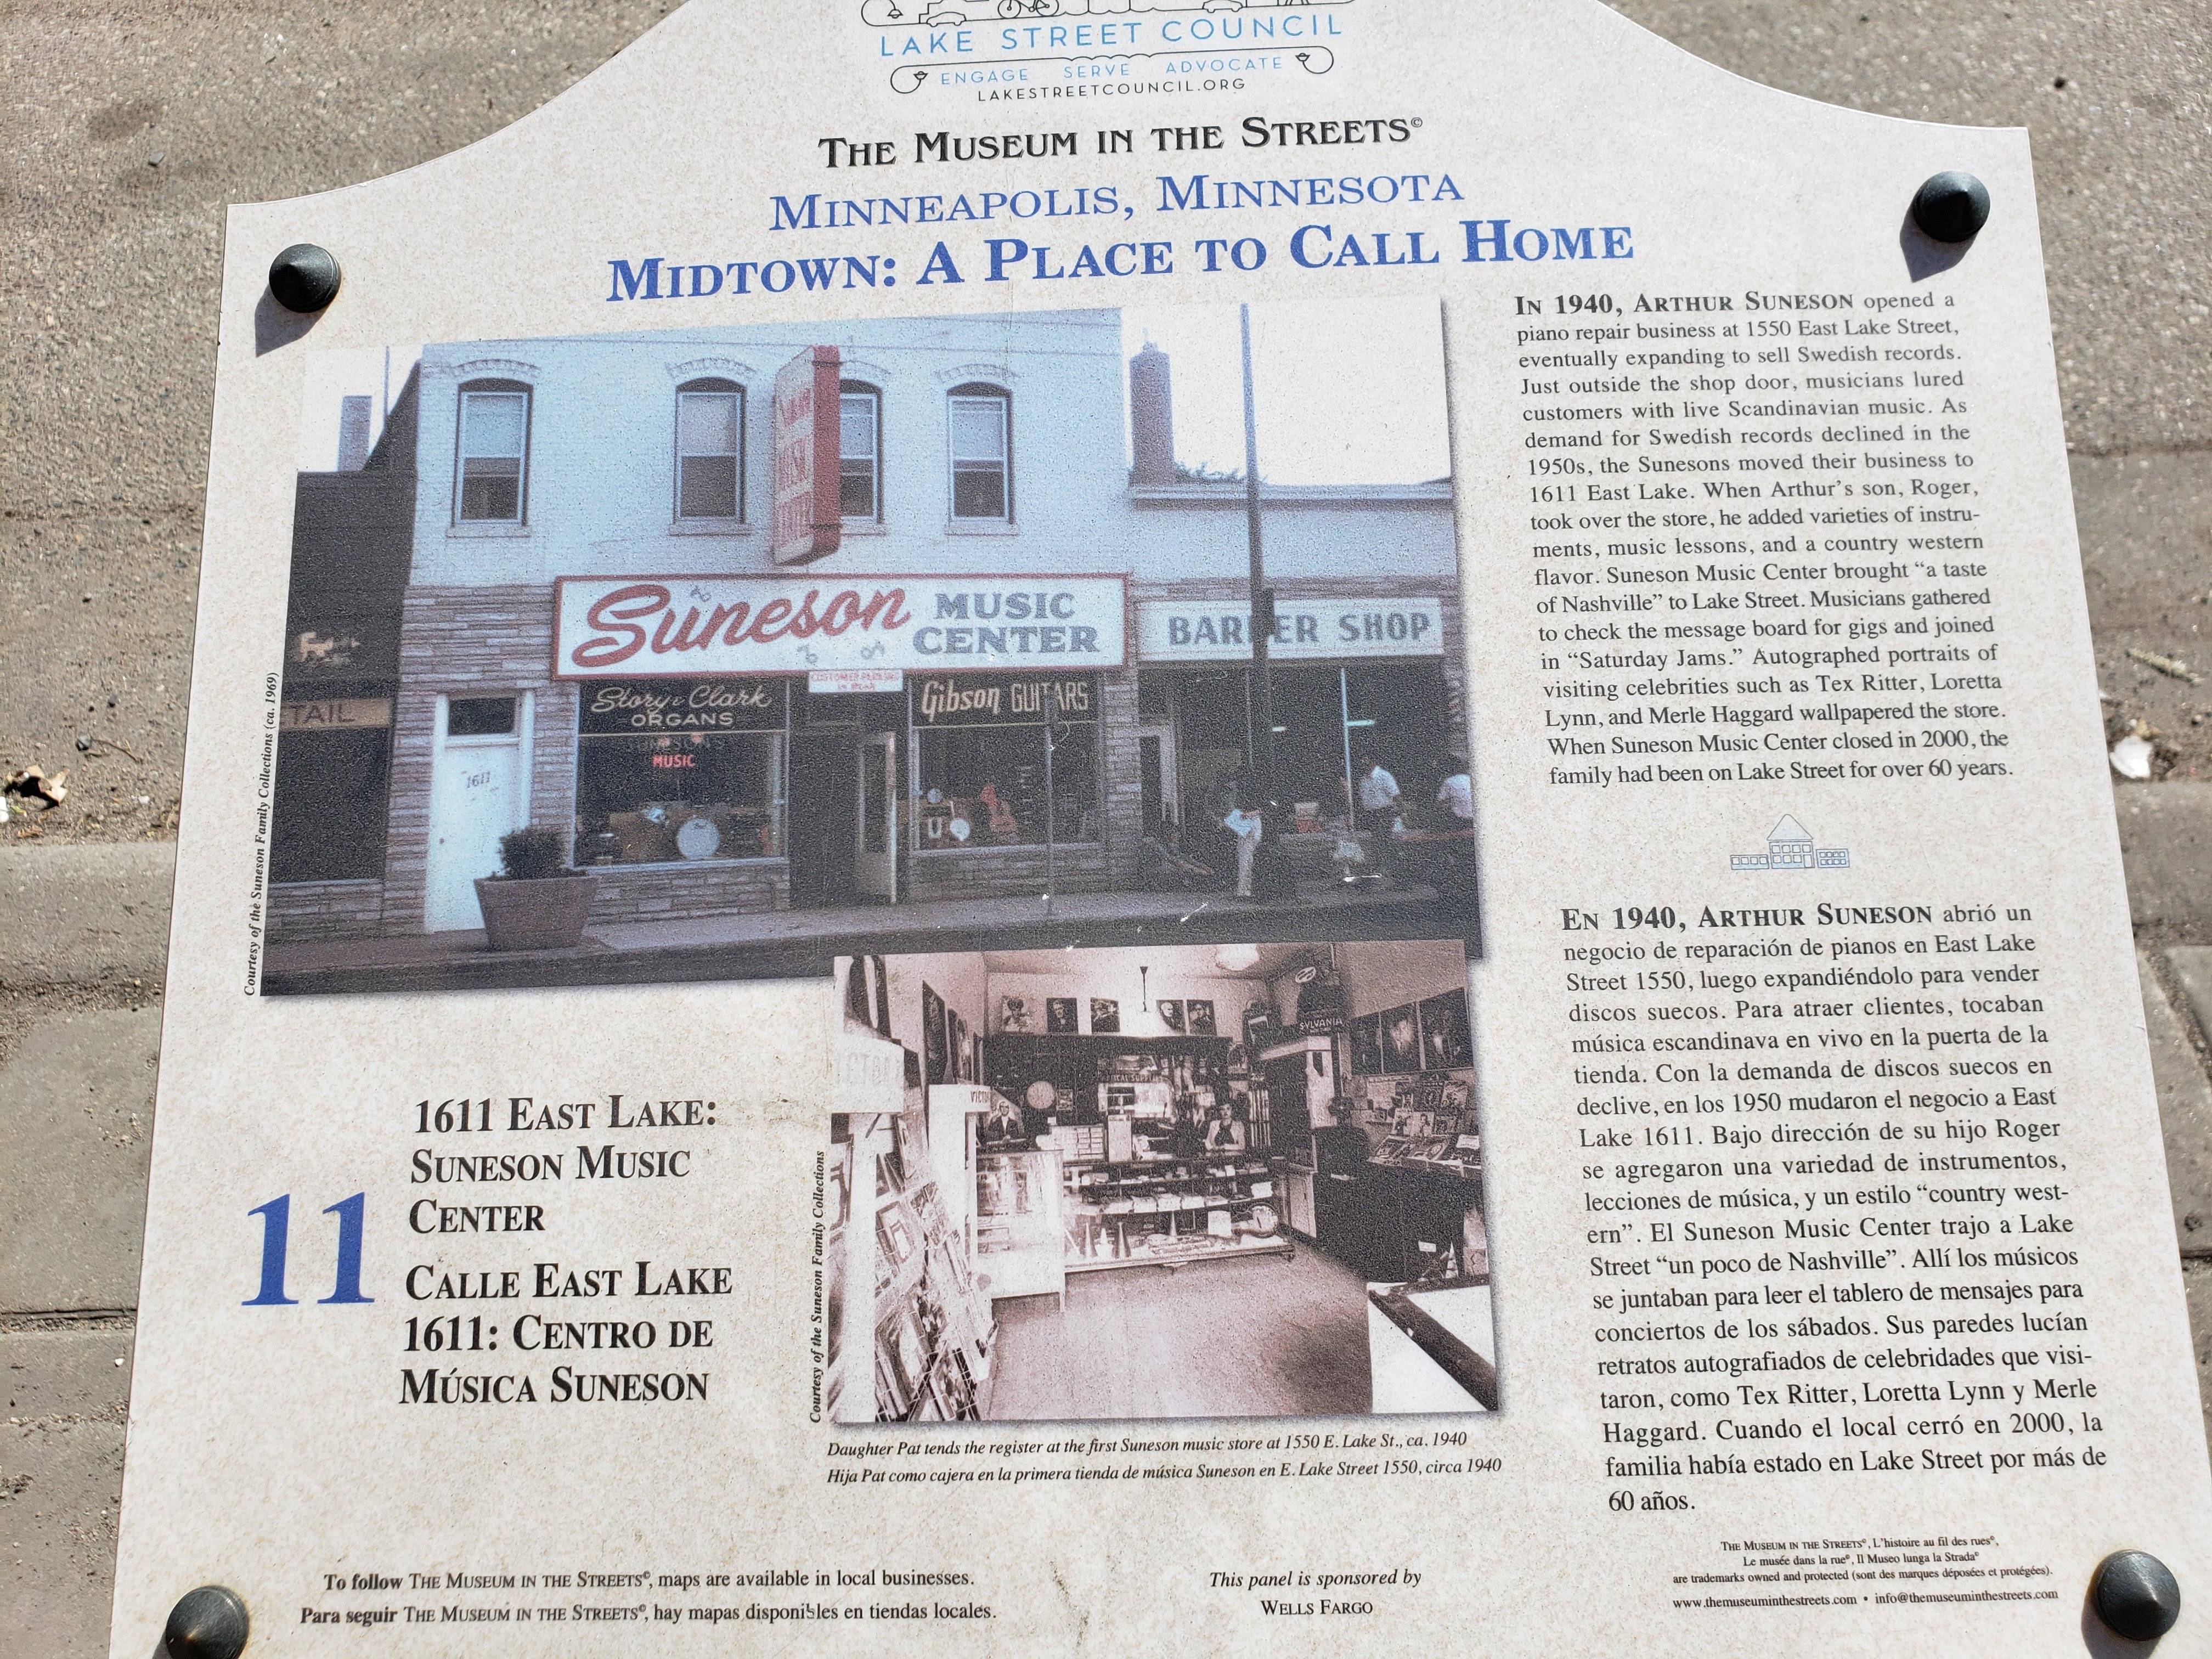 LAKE STREET COUNCIL
ENGAGE SERVE ADVOCATE
LAKESTREETCOUNCIL.ORG
THE MUSEUM IN THE STREETS©
MINNEAPOLIS, MINNESOTA
MIDTOWN: A PLACE TO CALL HOME
Suneson MUSIC
CENTER
BARBER SHOP
CUSTOMER PARKING
IN REAR
Story & Clark
ORGANS
MUSIC
Gibson GUITARS
TAIL
1611
Courtesy of the Suneson Family Collections (ca. 1969)
IN 1940, ARTHUR SUNESON opened a
piano repair business at 1550 East Lake Street,
eventually expanding to sell Swedish records.
Just outside the shop door, musicians lured
customers with live Scandinavian music. As
demand for Swedish records declined in the
1950s, the Sunesons moved their business to
1611 East Lake. When Arthur's son, Roger,
took over the store, he added varieties of instru-
ments, music lessons, and a country western
flavor. Suneson Music Center brought “a taste
of Nashville” to Lake Street. Musicians gathered
to check the message board for gigs and joined
in “Saturday Jams.” Autographed portraits of
visiting celebrities such as Tex Ritter, Loretta
Lynn, and Merle Haggard wallpapered the store.
When Suneson Music Center closed in 2000, the
family had been on Lake Street for over 60 years.
EN 1940, ARTHUR SUNESON abrió un
negocio de reparación de pianos en East Lake
Street 1550, luego expandiéndolo para vender
discos suecos. Para atraer clientes, tocaban
música escandinava en vivo en la puerta de la
tienda. Con la demanda de discos suecos en
declive, en los 1950 mudaron el negocio a East
Lake 1611. Bajo dirección de su hijo Roger
se agregaron una variedad de instrumentos,
lecciones de música, y un estilo “country west-
ern”. El Suneson Music Center trajo a Lake
Street “un poco de Nashville”. Allí los músicos
se juntaban para leer el tablero de mensajes para
conciertos de los sábados. Sus paredes lucían
retratos autografiados de celebridades que visi-
taron, como Tex Ritter, Loretta Lynn y Merle
Haggard. Cuando el local cerró en 2000, la
familia había estado en Lake Street por más de
60 años.
SYLVANIA
11
1611 EAST LAKE:
SUNESON MUSIC
CENTER
CALLE EAST LAKE
1611: CENTRO DE
MÚSICA SUNESON
Courtesy of the Suneson Family Collections
Daughter Pat tends the register at the first Suneson music store at 1550 E. Lake St., ca. 1940
Hija Pat como cajera en la primera tienda de música Suneson en E. Lake Street 1550, circa 1940
To follow THE MUSEUM IN THE STREETS©, maps are available in local businesses.
Para seguir THE MUSEUM IN THE STREETS©, hay mapas disponibles en tiendas locales.
This panel is sponsored by
WELLS FARGO
THE MUSEUM IN THE STREETS©, L'histoire au fil des rues©,
Le musée dans la rue©, Il Museo lunga la Strada©
are trademarks owned and protected (sont des marques déposées et protégées).
www.themuseuminthestreets.com • info@themuseuminthestreets.com